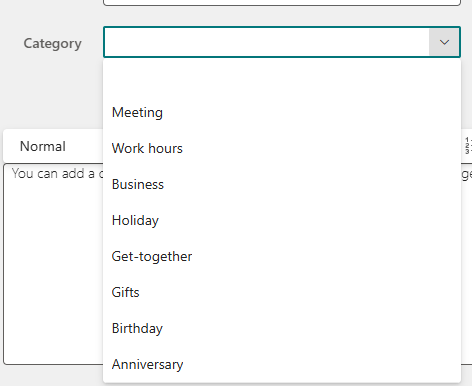 Category
Meeting
Normal
Work hours
You can add a
Business
Holiday
Get-together
Gifts
Birthday
Anniversary